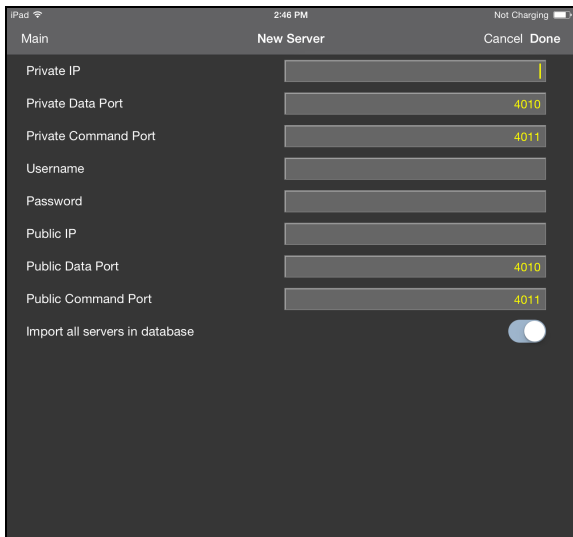 iPad 2:46 PM Not Charging
Main New Server Cancel Done
Private IP
Private Data Port 4010
Private Command Port 4011
Username
Password
Public IP
Public Data Port 4010
Public Command Port 4011
Import all servers in database